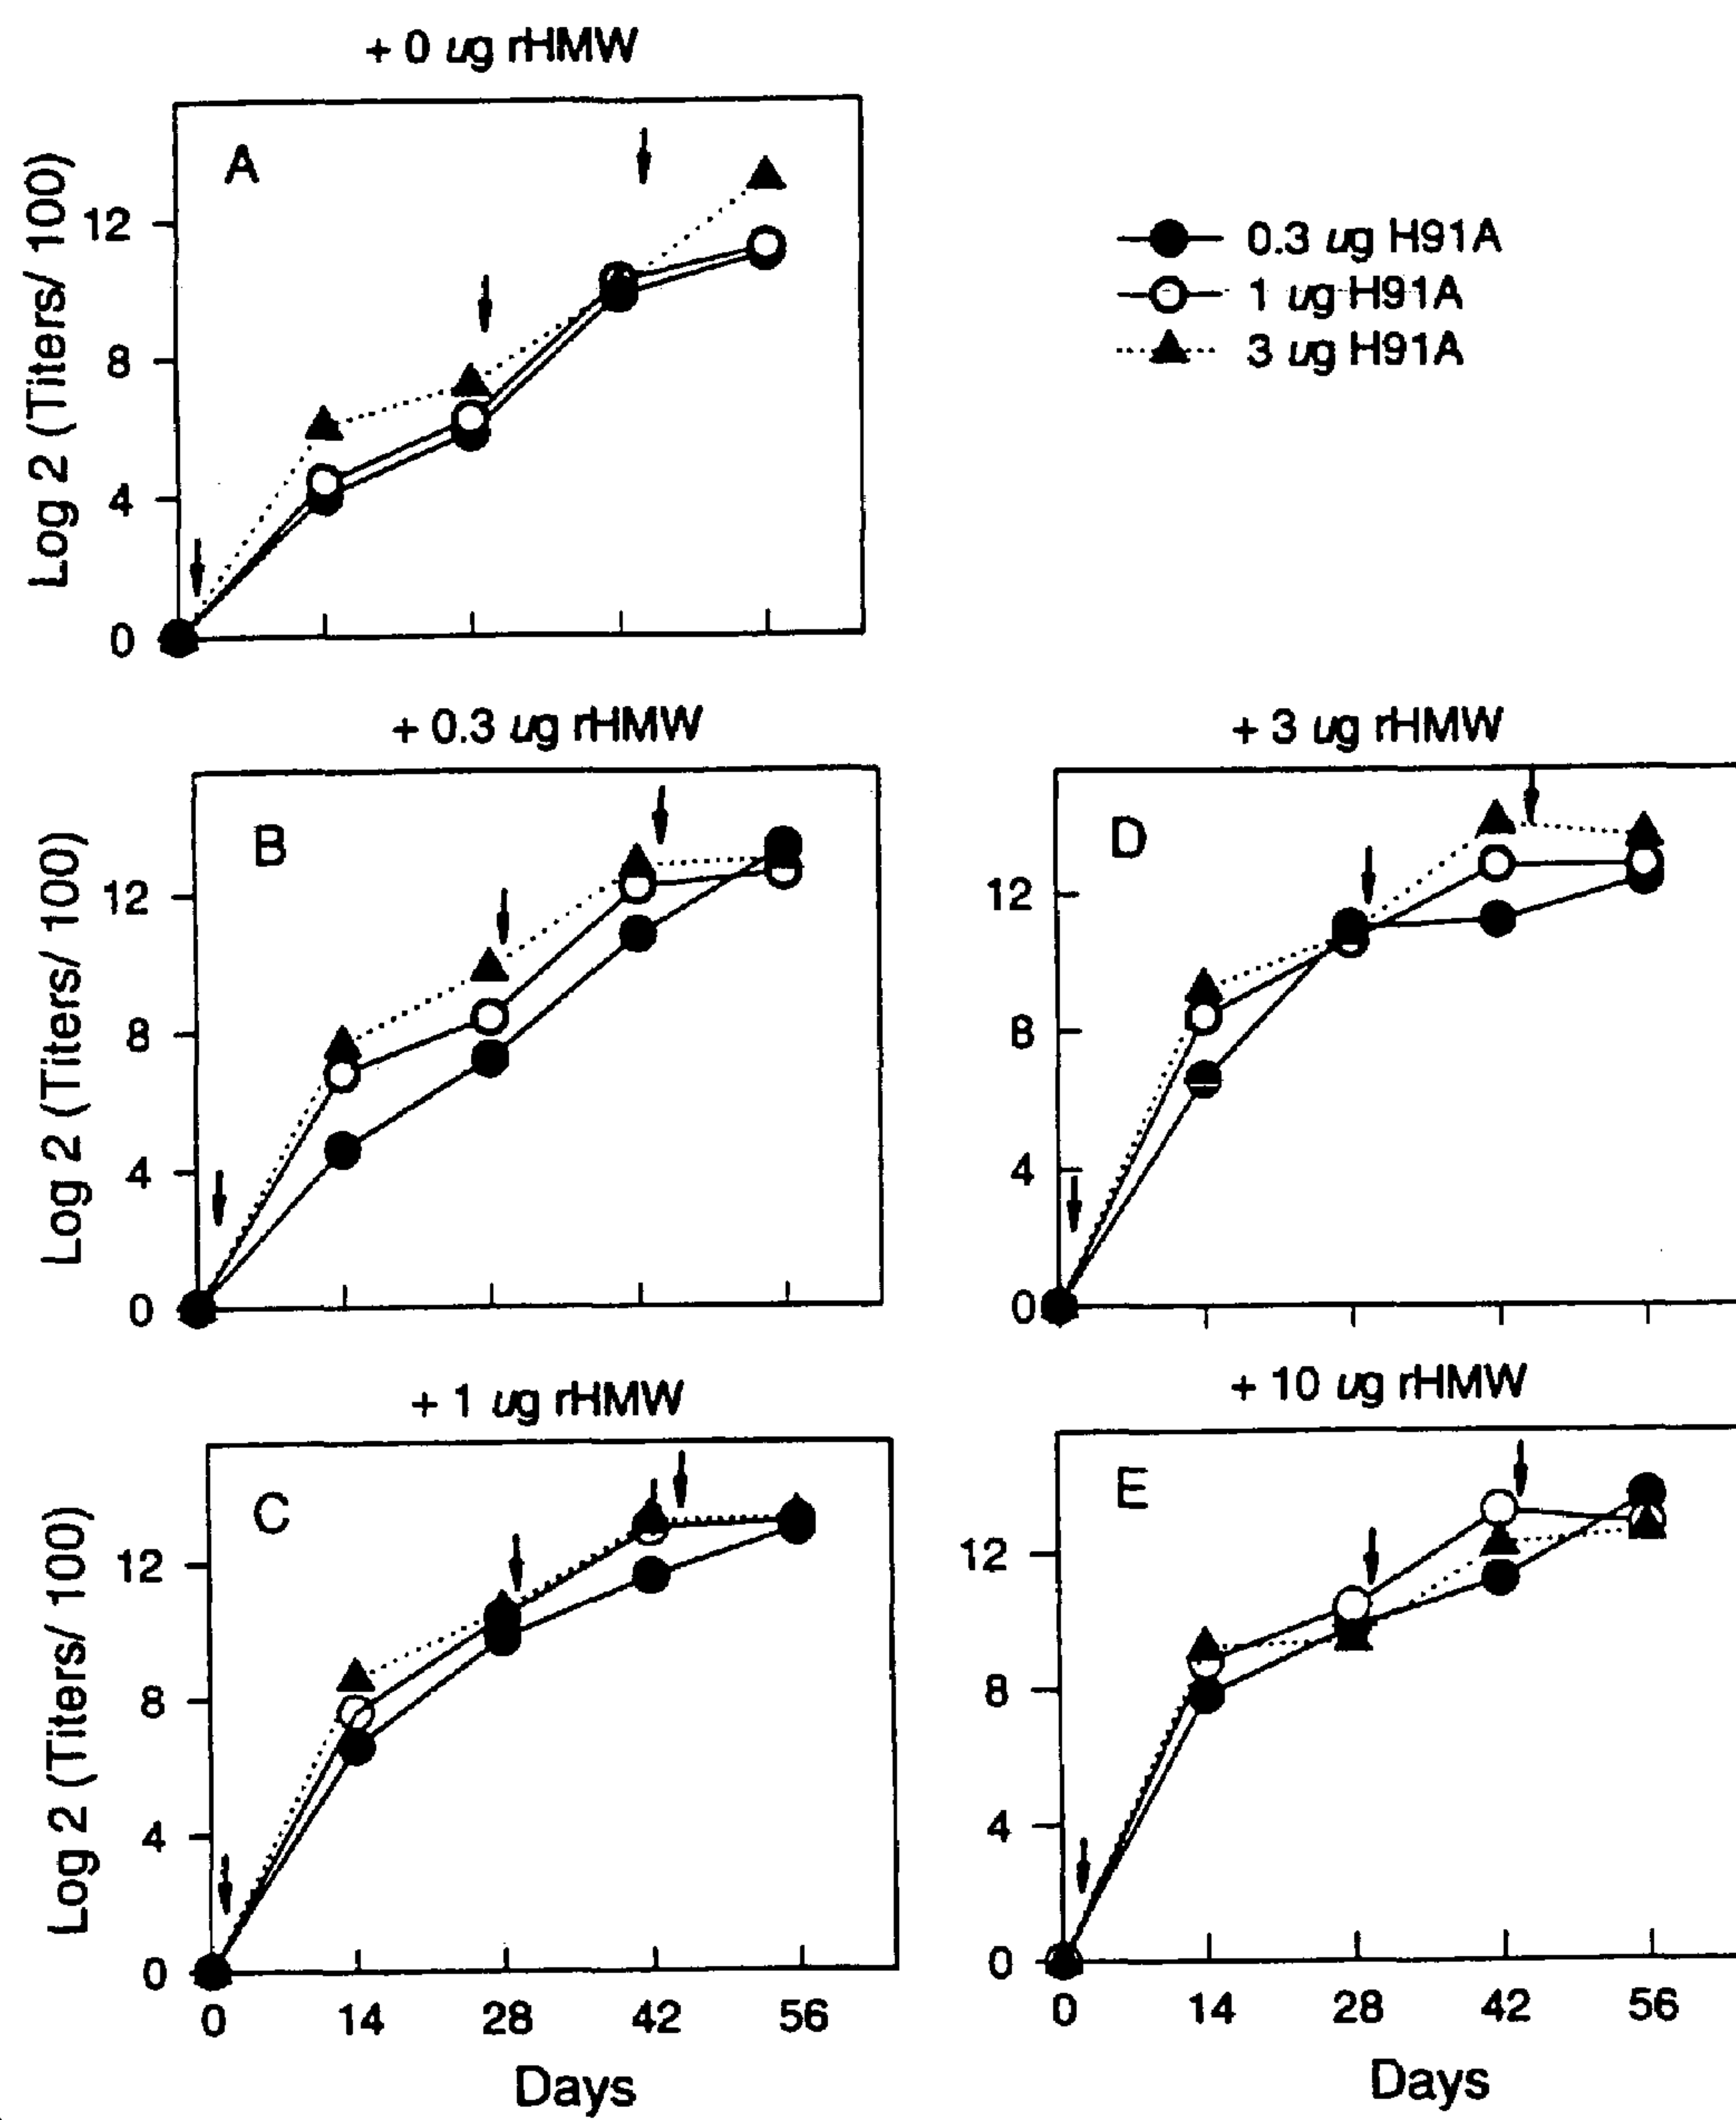 + 0 ug rHMW
A
Log 2 (Titers/ 100)
12
8
4
0
0.3 ug H91A
1 ug H91A
3 ug H91A
+ 0.3 ug rHMW
B
Log 2 (Titers/ 100)
12
8
4
0
+ 3 ug rHMW
D
12
8
4
0
+ 1 ug rHMW
C
Log 2 (Titers/ 100)
12
8
4
0
0 14 28 42 56
Days
+ 10 ug rHMW
E
12
8
4
0
0 14 28 42 56
Days